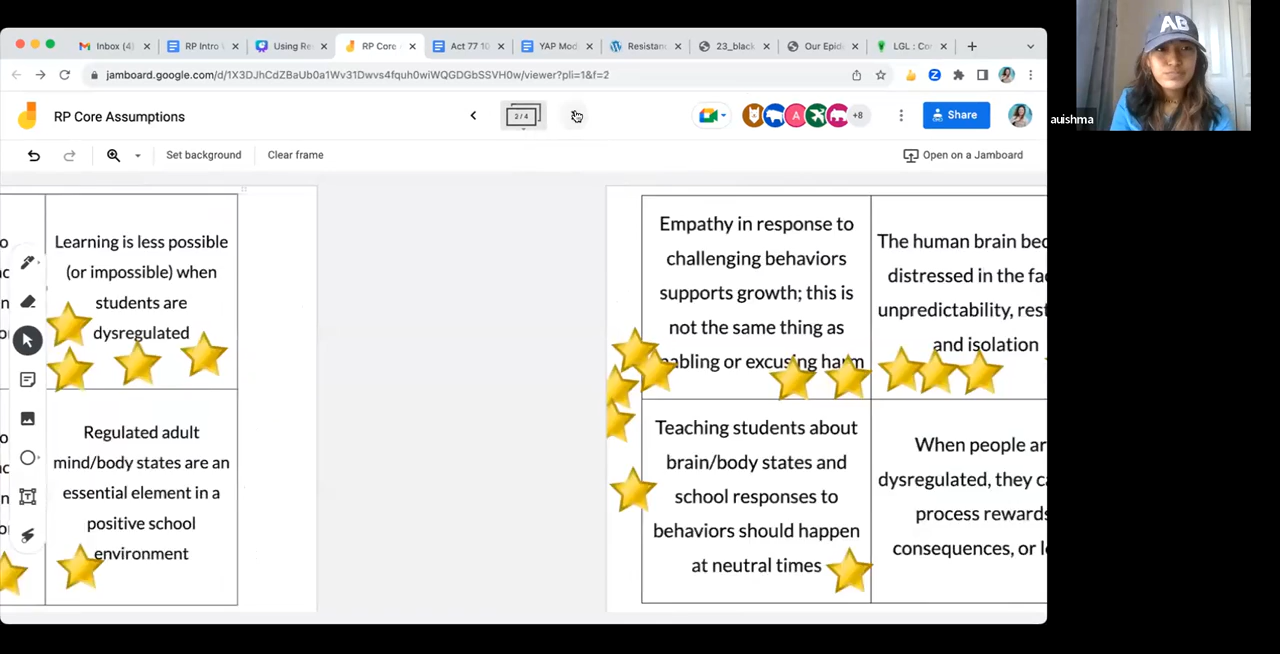 Inbox (4)
RP Intro
Using Re
RP Core
Act 77 10
YAP Mod
Resistan
23_black
Our Epid
LGL : Co
AB
jamboard.google.com/d/1X3DJhCdZBaUb0a1Wv31Dwvs4fquh0wiWQGDGbSSVH0w/viewer?pli=1&f=2
RP Core Assumptions
2 / 4
A
+8
Share
auishma
Set background
Clear frame
Open on a Jamboard
Learning is less possible
(or impossible) when
students are
dysregulated
Regulated adult
mind/body states are an
essential element in a
positive school
environment
Empathy in response to
challenging behaviors
supports growth; this is
not the same thing as
nabling or excusing harm
Teaching students about
brain/body states and
school responses to
behaviors should happen
at neutral times
The human brain bec
distressed in the fac
unpredictability, rest
and isolation
When people ar
dysregulated, they ca
process rewards
consequences, or l